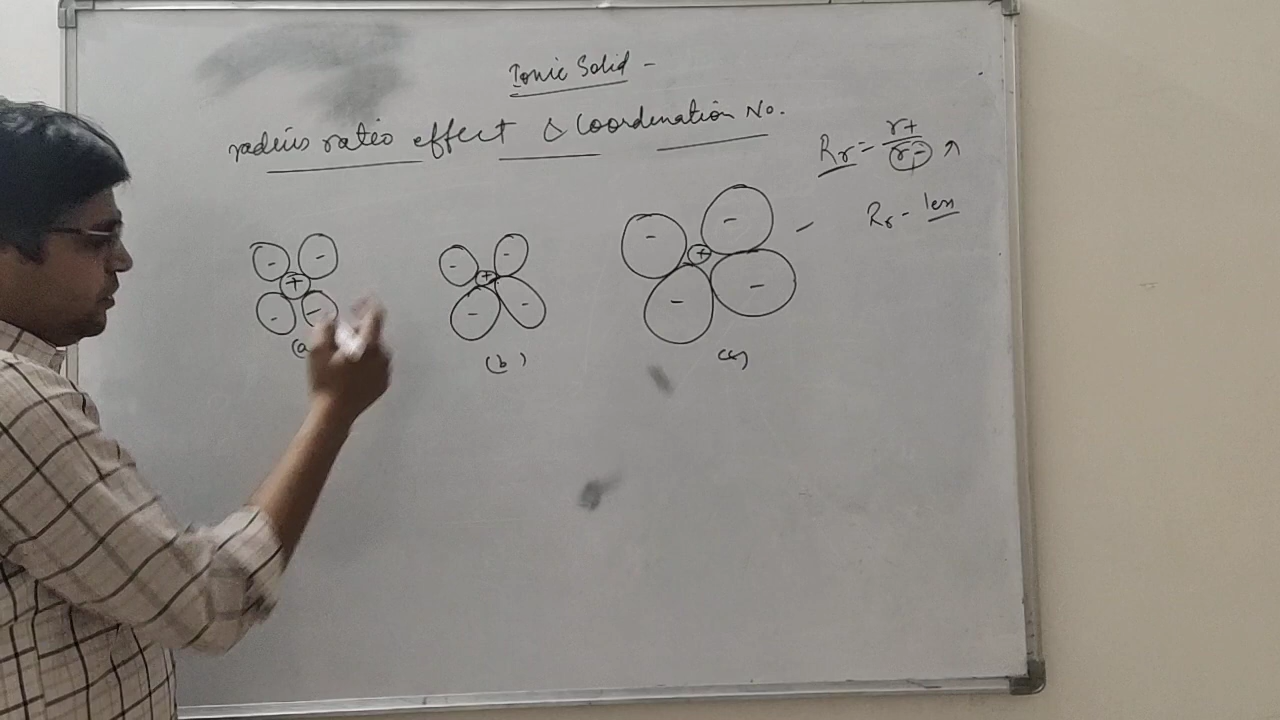 Ionic Solid -
radius ratio effect & Coordination No.
Rr = r+/r-
Rr - less
- - + - -
- - + - -
- - + - -
(a
(b)
(c)